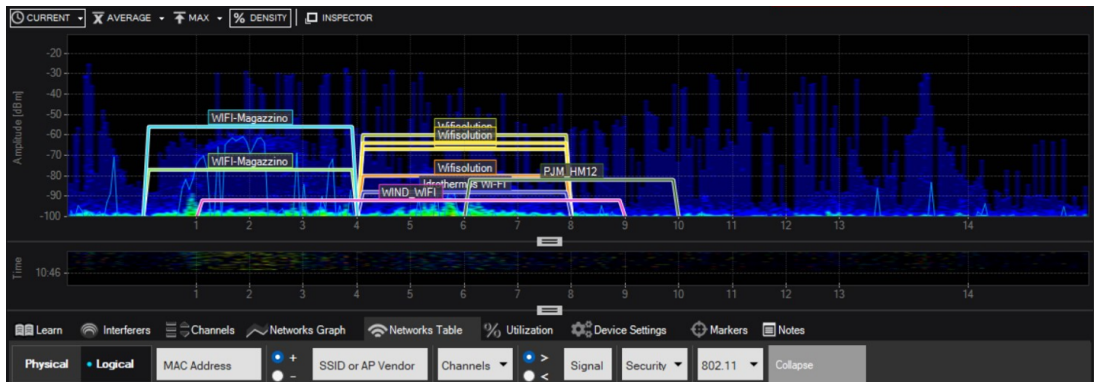 CURRENT AVERAGE MAX % DENSITY INSPECTOR
-20
-30
-40
-50
-60
-70
-80
-90
-100
Amplitude [dBm]
WIFI-Magazzino
Wifisolution
Wifisolution
WIFI-Magazzino
Wifisolution
PJM_HM12
Idrothermos WI-FI
WIND_WIFI
1 2 3 4 5 6 7 8 9 10 11 12 13 14
Time
10:46
1 2 3 4 5 6 7 8 9 10 11 12 13 14
Learn Interferers Channels Networks Graph Networks Table Utilization Device Settings Markers Notes
Physical Logical MAC Address + - SSID or AP Vendor Channels > < Signal Security 802.11 Collapse